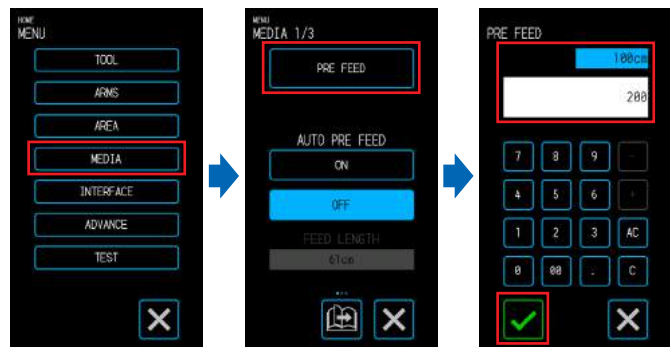 HOME
MENU
TOOL
ARMS
AREA
MEDIA
INTERFACE
ADVANCE
TEST
MENU
MEDIA 1/3
PRE FEED
AUTO PRE FEED
ON
OFF
FEED LENGTH
61cm
PRE FEED
100cm
200
7 8 9 -
4 5 6 +
1 2 3 AC
0 00 . C